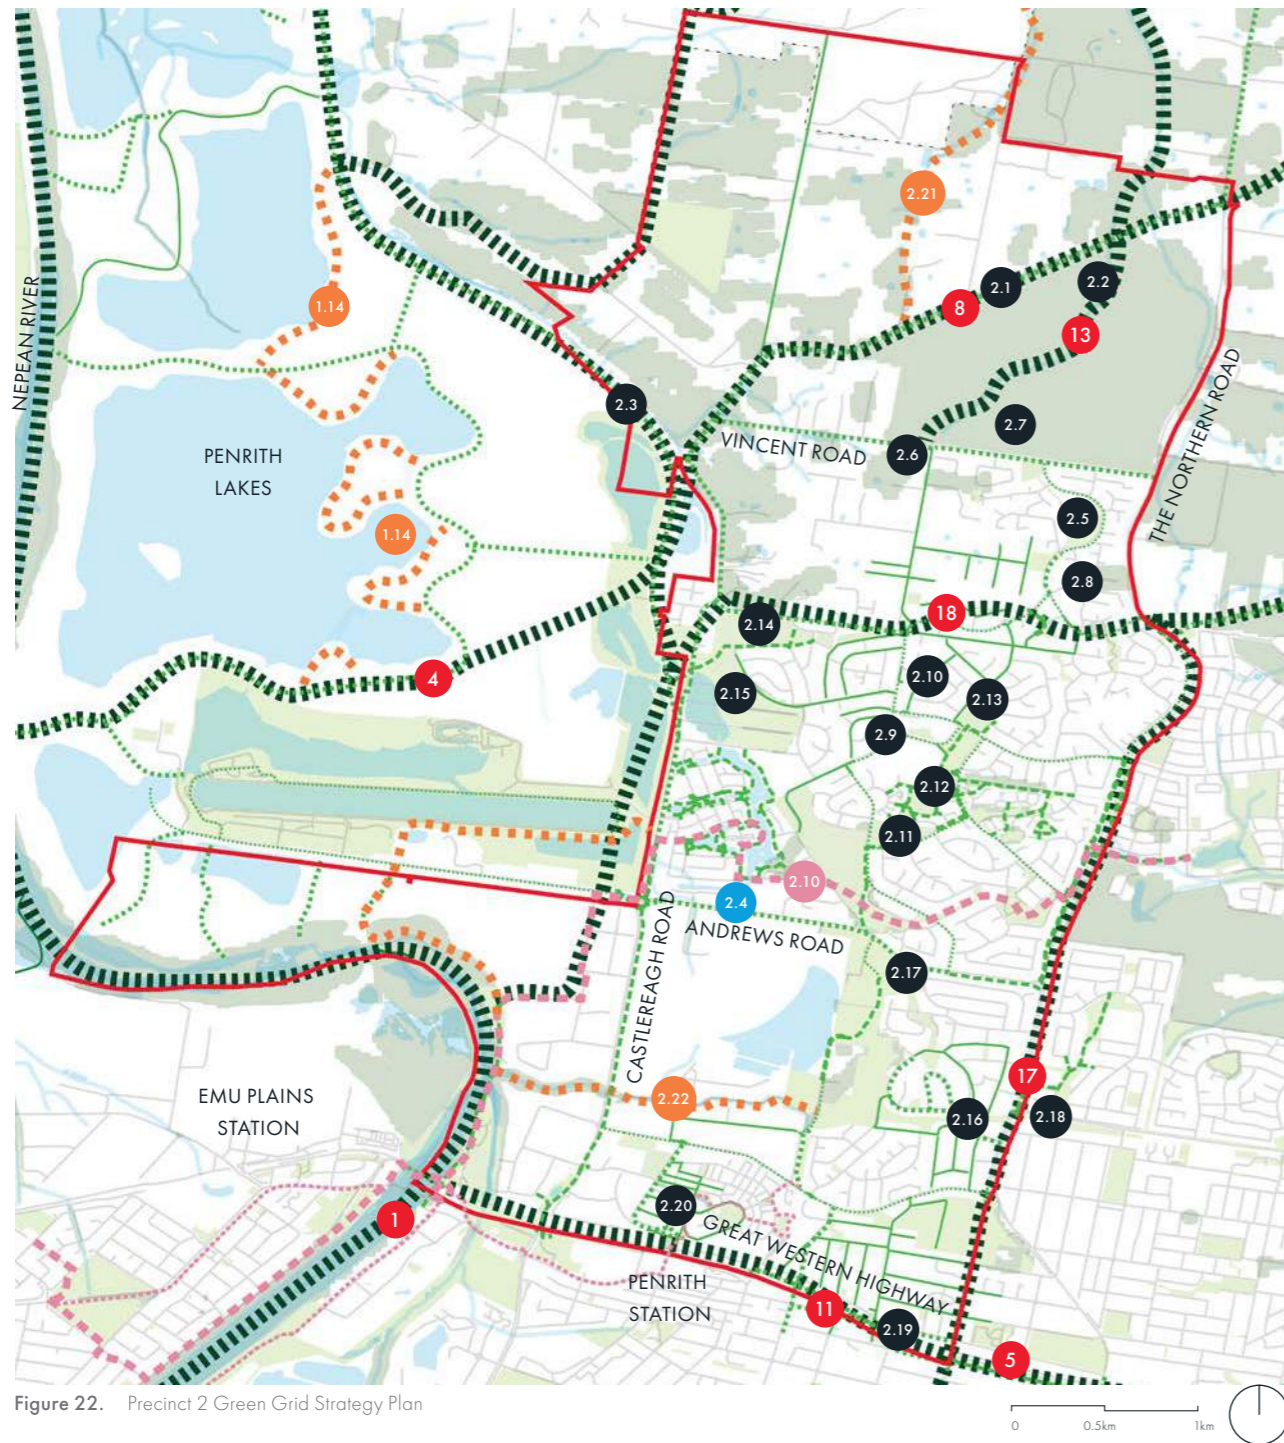 2.21
1.14
NEPEAN RIVER
8
2.1
2.2
13
2.3
VINCENT ROAD
2.6
2.7
THE NORTHERN ROAD
PENRITH
LAKES
1.14
2.5
2.8
18
2.14
4
2.15
2.10
2.13
2.9
2.12
2.11
2.10
2.4
ANDREWS ROAD
CASTLEREAGH ROAD
2.17
EMU PLAINS
STATION
2.22
17
2.16
2.18
1
2.20
GREAT WESTERN HIGHWAY
PENRITH
STATION
11
2.19
5
Figure 22. Precinct 2 Green Grid Strategy Plan
0 0.5km 1km